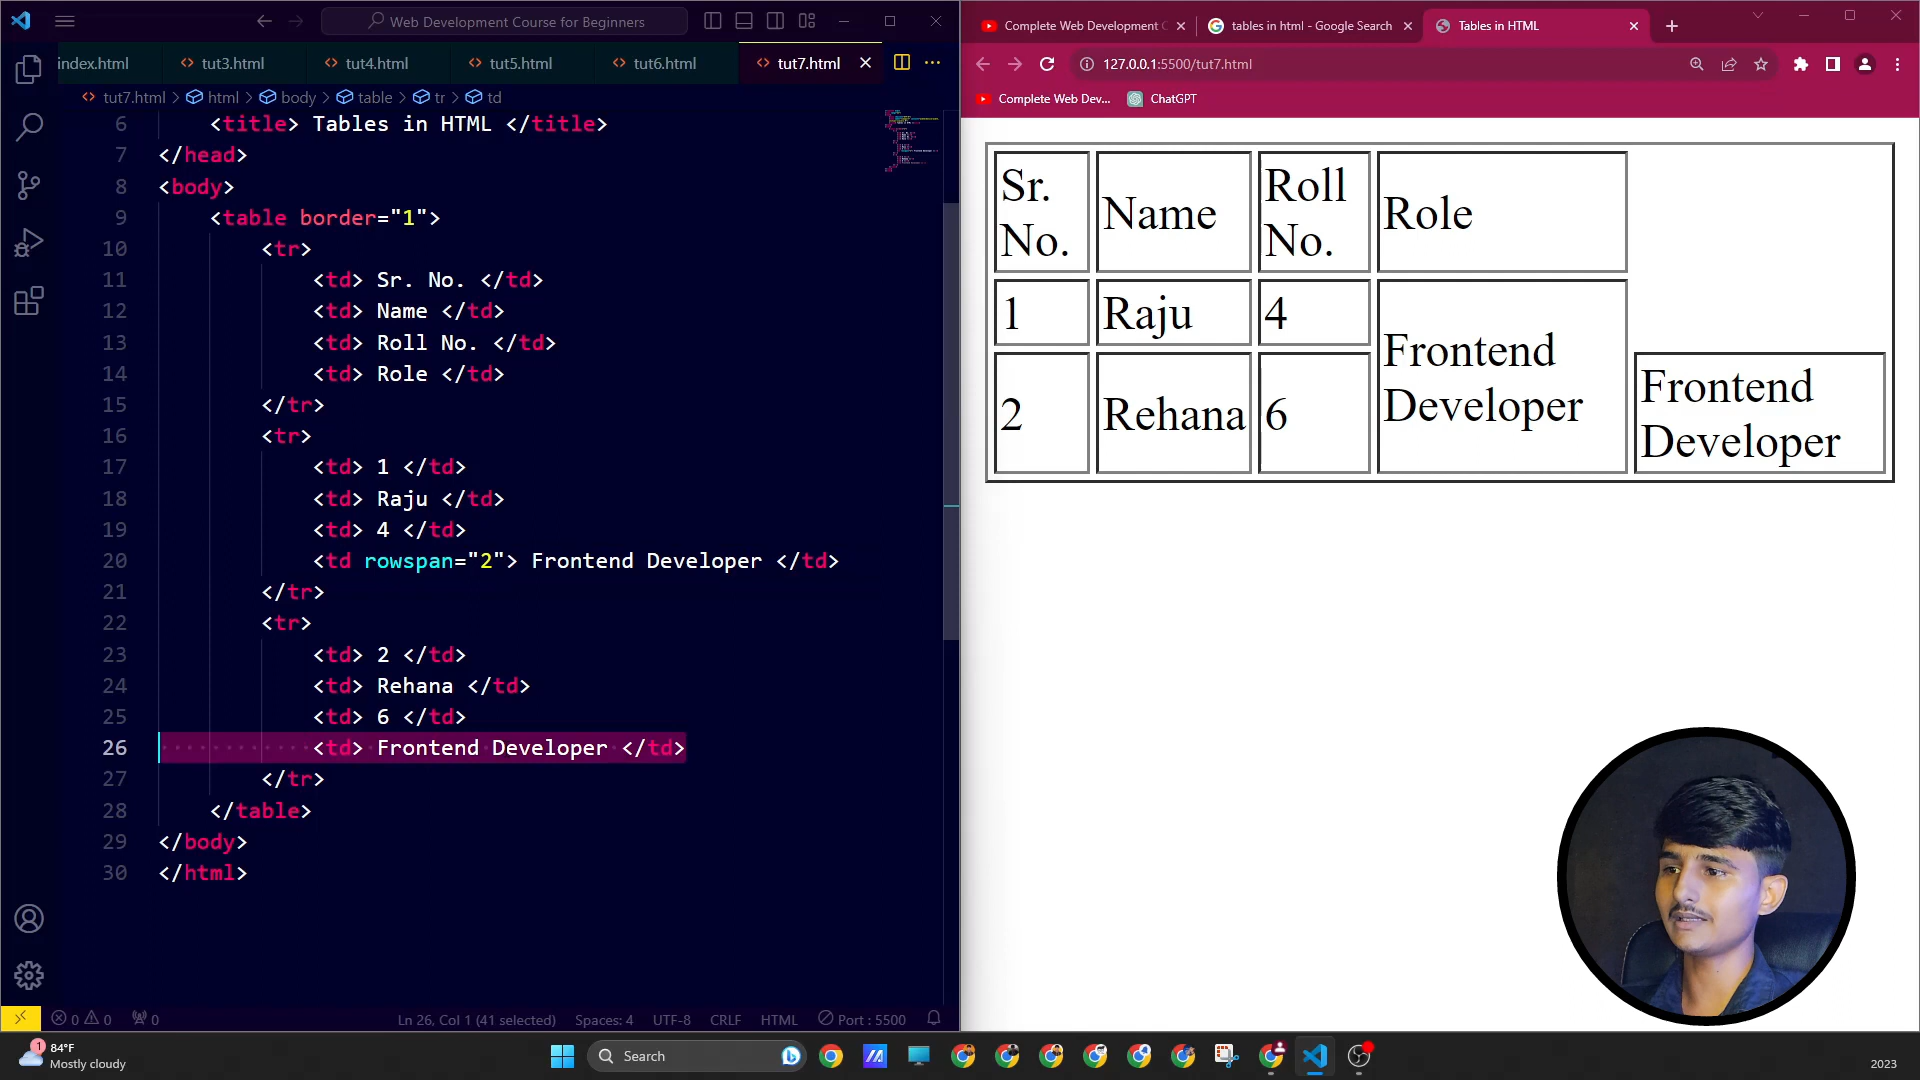 Web Development Course for Beginners
index.html
tut3.html
tut4.html
tut5.html
tut6.html
tut7.html
tut7.html > html > body > table > tr > td
6 <title> Tables in HTML </title>
7 </head>
8 <body>
9 <table border="1">
10 <tr>
11 <td> Sr. No. </td>
12 <td> Name </td>
13 <td> Roll No. </td>
14 <td> Role </td>
15 </tr>
16 <tr>
17 <td> 1 </td>
18 <td> Raju </td>
19 <td> 4 </td>
20 <td rowspan="2"> Frontend Developer </td>
21 </tr>
22 <tr>
23 <td> 2 </td>
24 <td> Rehana </td>
25 <td> 6 </td>
26 <td> Frontend Developer </td>
27 </tr>
28 </table>
29 </body>
30 </html>
0 0 0
Ln 26, Col 1 (41 selected)
Spaces: 4
UTF-8
CRLF
HTML
Port : 5500
Complete Web Development C
tables in html - Google Search
Tables in HTML
127.0.0.1:5500/tut7.html
Complete Web Dev...
ChatGPT
Sr.
No.
Name
Roll
No.
Role
1
Raju
4
Frontend
Developer
2
Rehana
6
Frontend
Developer
1
84°F
Mostly cloudy
Search
2023